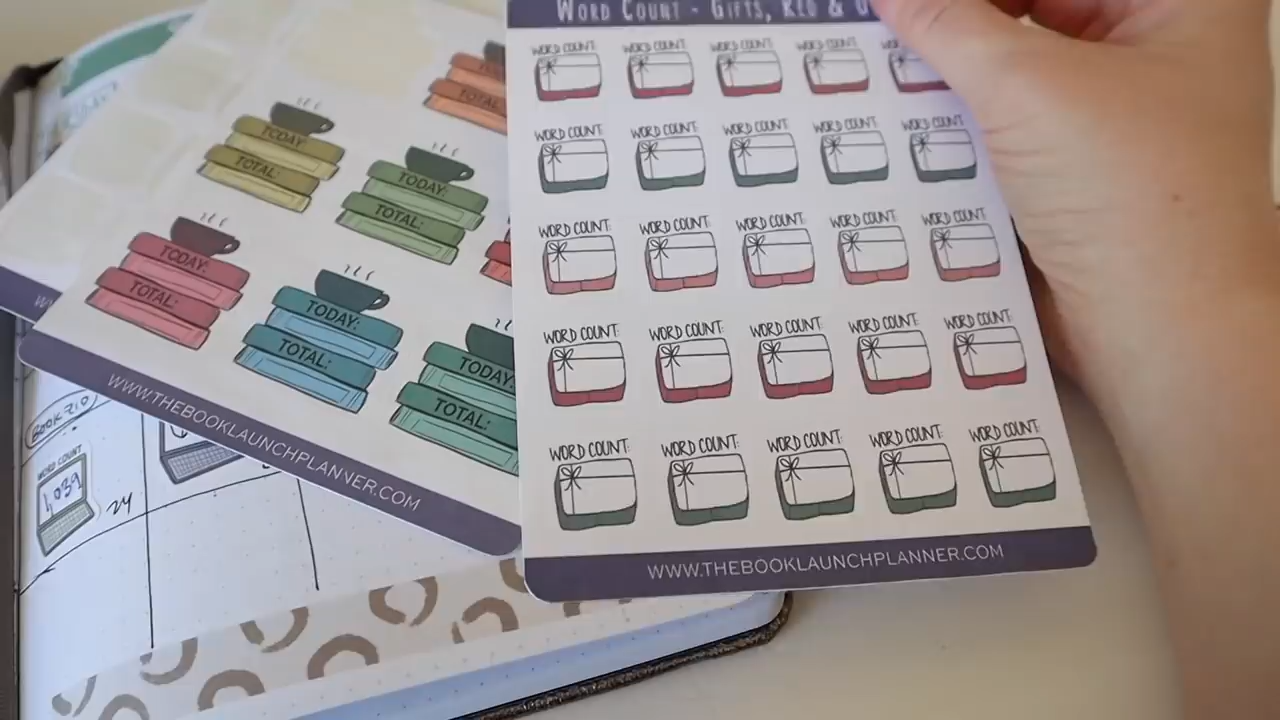 WORD COUNT - GIFTS, RED &
WORD COUNT: WORD COUNT: WORD COUNT: WORD COUNT: WORD
WORD COUNT: WORD COUNT: WORD COUNT: WORD COUNT: WORD COUNT:
WORD COUNT: WORD COUNT: WORD COUNT: WORD COUNT: WORD COUNT:
WORD COUNT: WORD COUNT: WORD COUNT: WORD COUNT: WORD COUNT:
WORD COUNT: WORD COUNT: WORD COUNT: WORD COUNT: WORD COUNT:
WWW.THEBOOKLAUNCHPLANNER.COM
TOTAL
TODAY
TOTAL:
TODAY:
TOTAL:
TODAY:
TOTAL:
TODAY:
TOTAL:
TODAY:
TOTAL:
WWW.THEBOOKLAUNCHPLANNER.COM
WORD COUNT
1,039
24